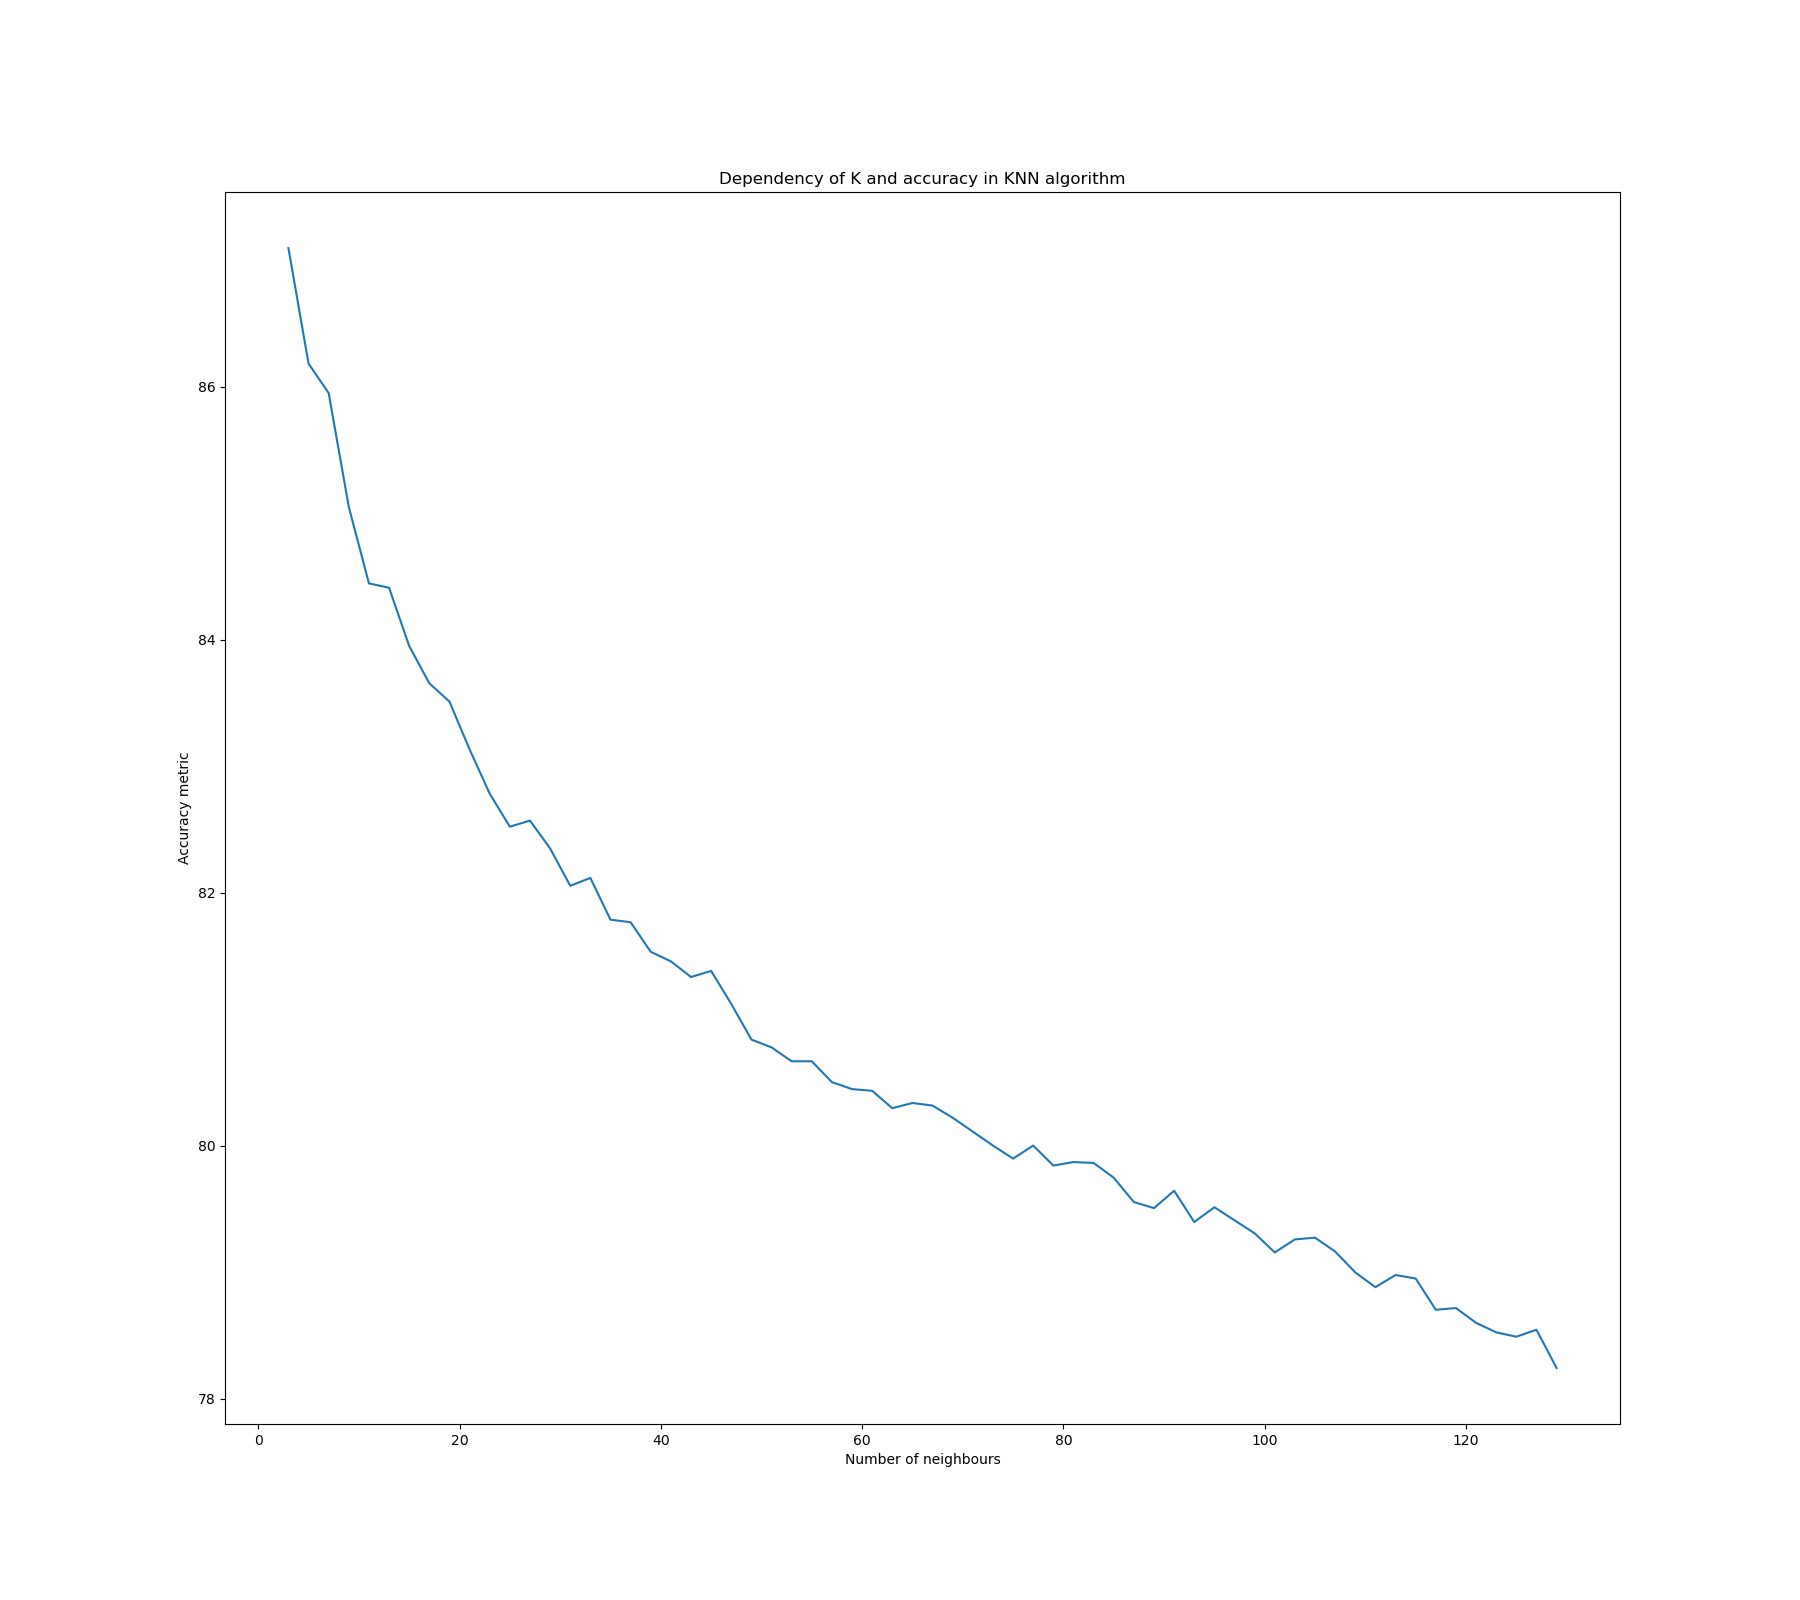 Dependency of K and accuracy in KNN algorithm
86
84
82
80
78
Accuracy metric
0 20 40 60 80 100 120
Number of neighbours